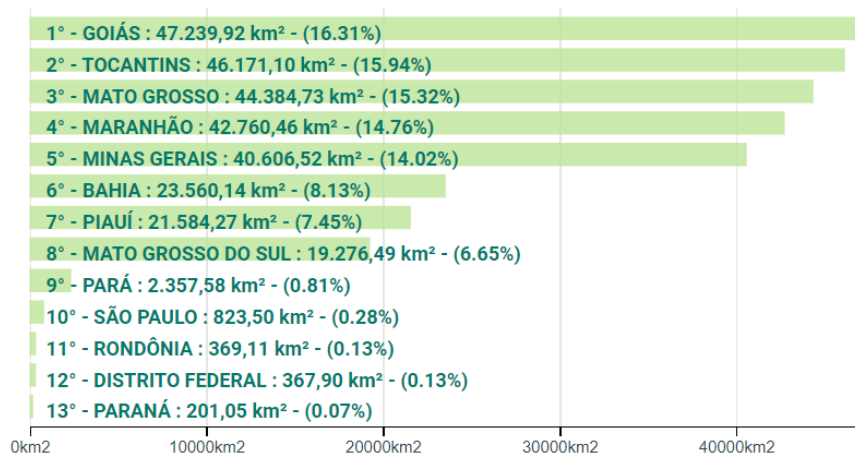 1° - GOIÁS : 47.239,92 km² - (16.31%)
2° - TOCANTINS : 46.171,10 km² - (15.94%)
3° - MATO GROSSO : 44.384,73 km² - (15.32%)
4° - MARANHÃO : 42.760,46 km² - (14.76%)
5° - MINAS GERAIS : 40.606,52 km² - (14.02%)
6° - BAHIA : 23.560,14 km² - (8.13%)
7° - PIAUÍ : 21.584,27 km² - (7.45%)
8° - MATO GROSSO DO SUL : 19.276,49 km² - (6.65%)
9° - PARÁ : 2.357,58 km² - (0.81%)
10° - SÃO PAULO : 823,50 km² - (0.28%)
11° - RONDÔNIA : 369,11 km² - (0.13%)
12° - DISTRITO FEDERAL : 367,90 km² - (0.13%)
13° - PARANÁ : 201,05 km² - (0.07%)
0km2 10000km2 20000km2 30000km2 40000km2